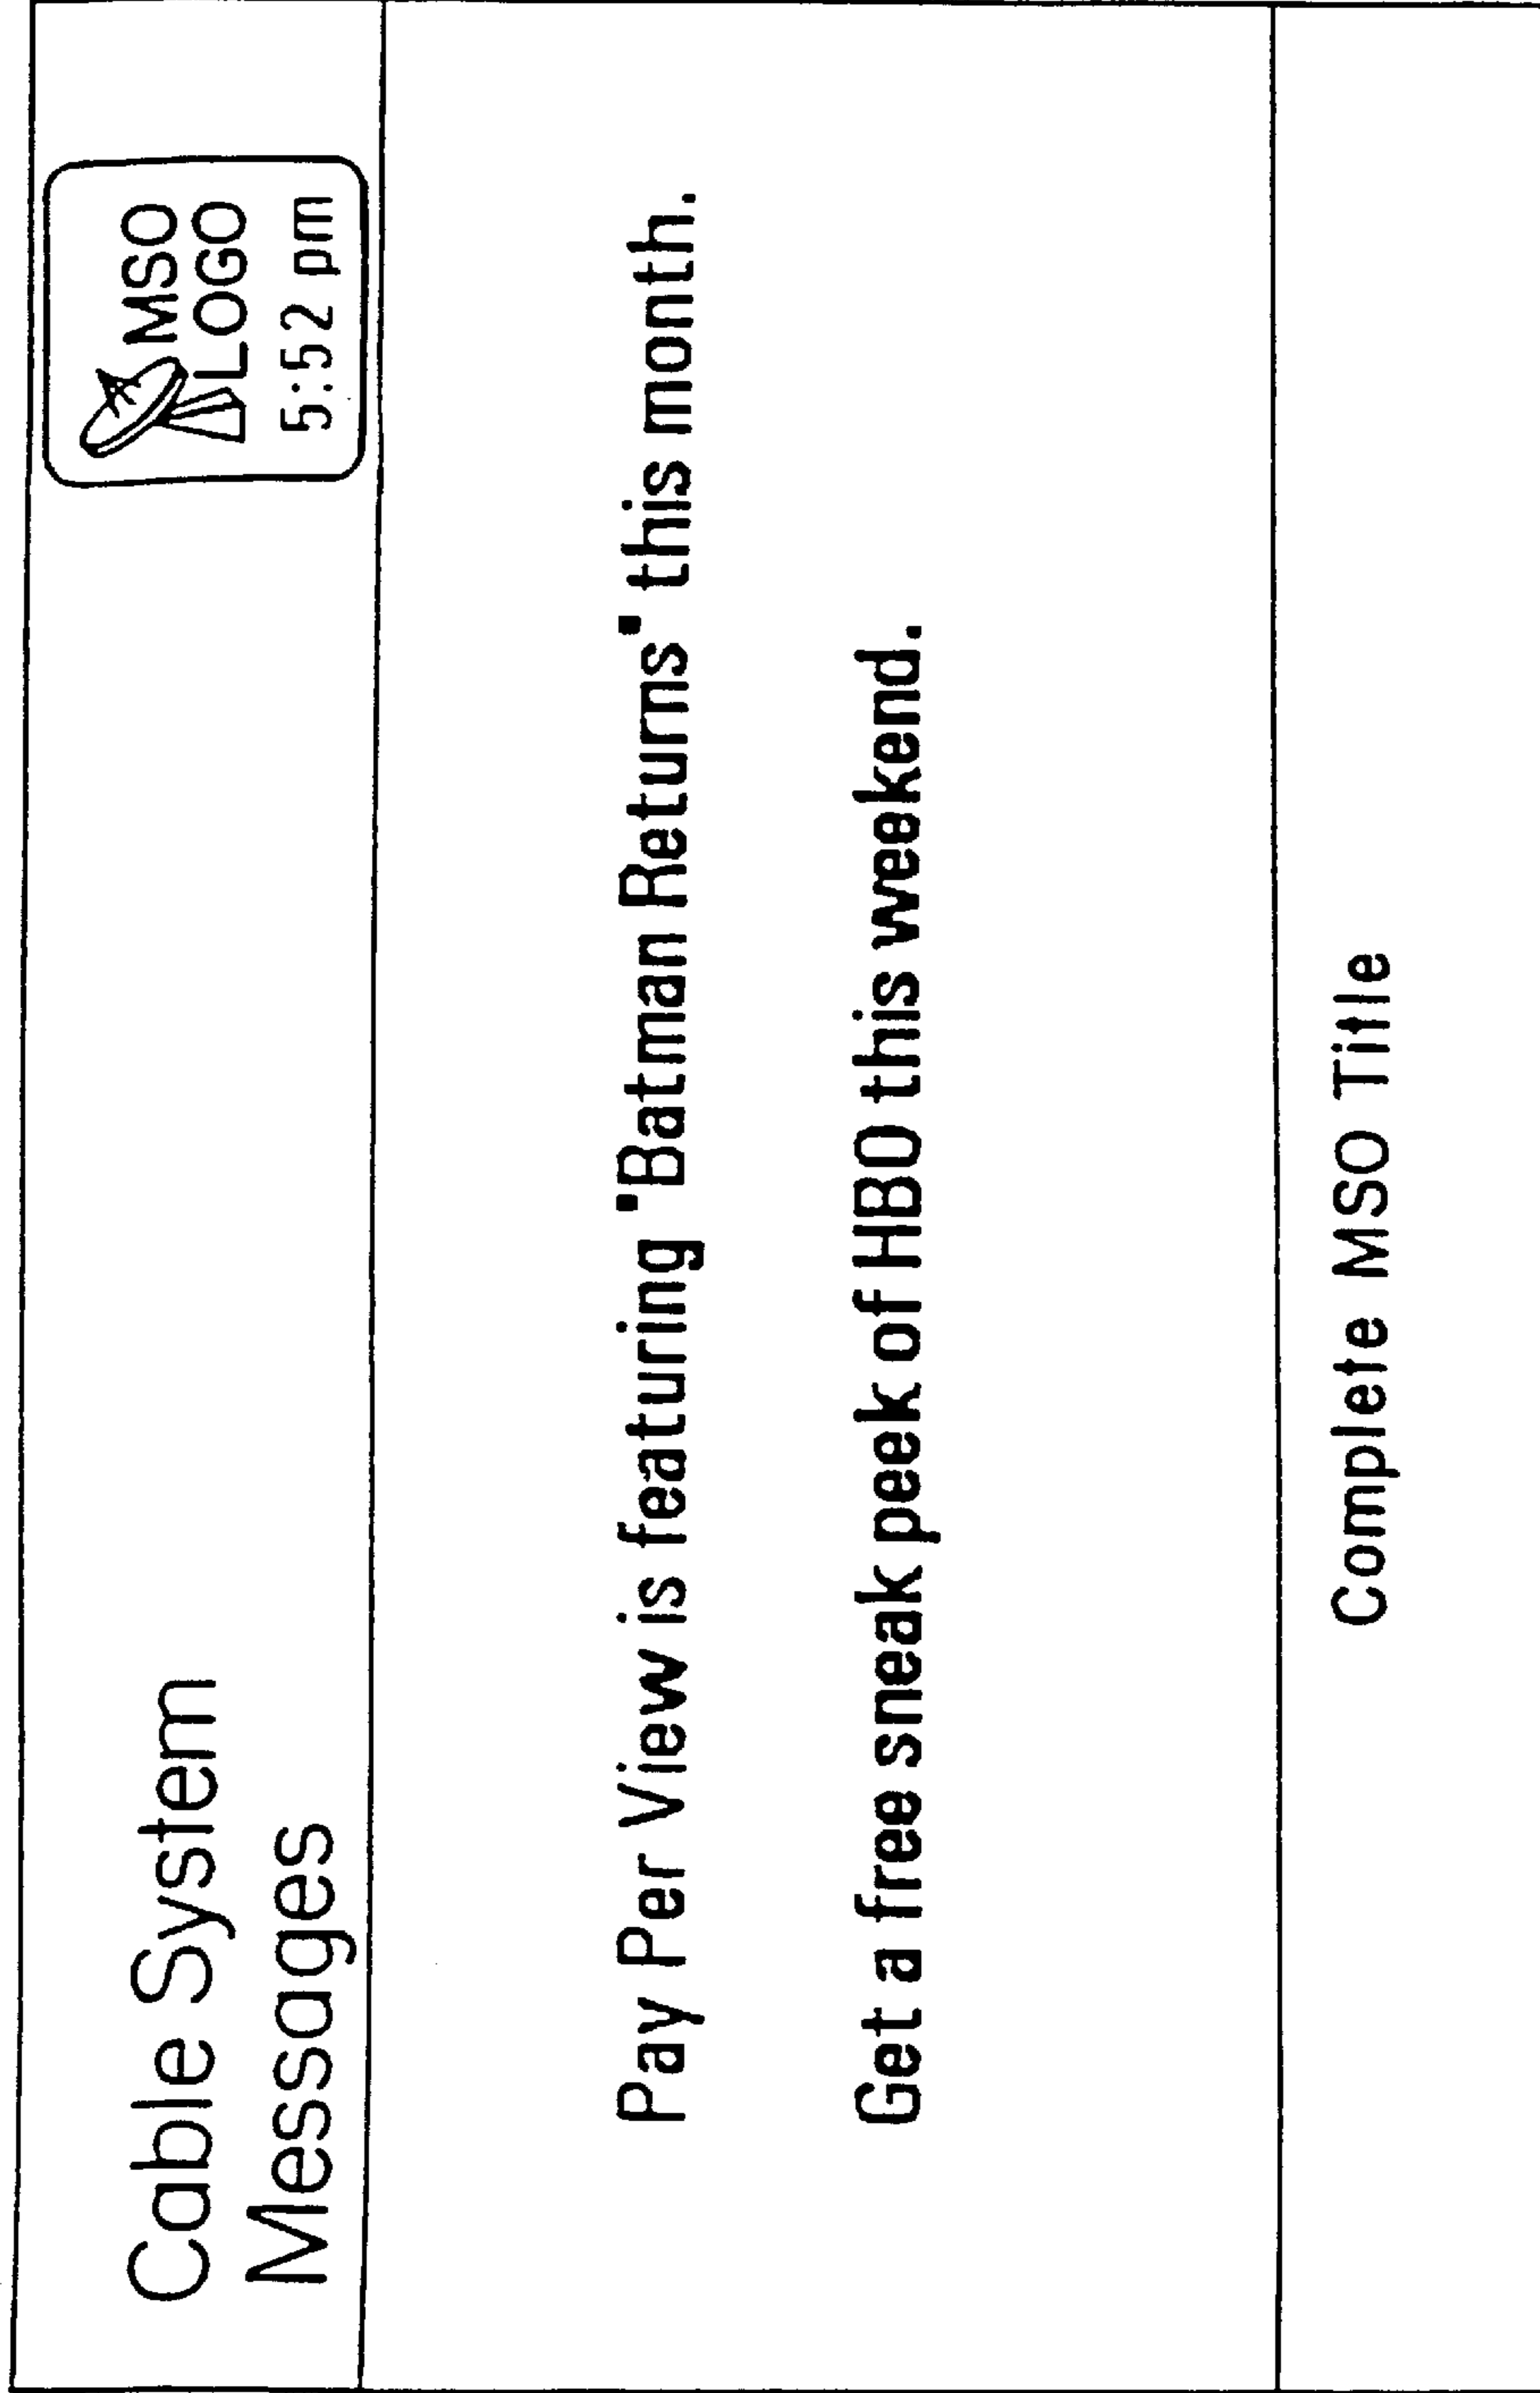 Cable System
Messages
MSO
LOGO
5:52 pm
Pay Per View is featuring "Batman Returns" this month.
Get a free sneak peek of HBO this weekend.
Complete MSO Title